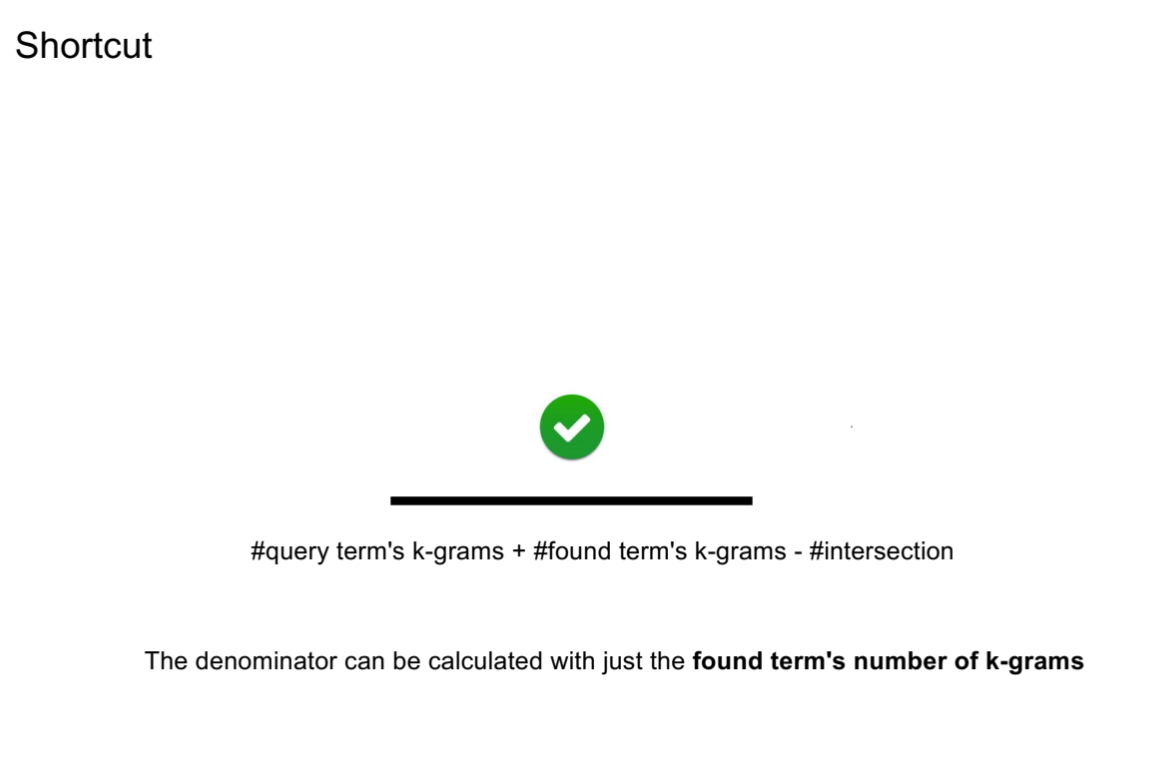 Shortcut
#query term's k-grams + #found term's k-grams - #intersection
The denominator can be calculated with just the found term's number of k-grams